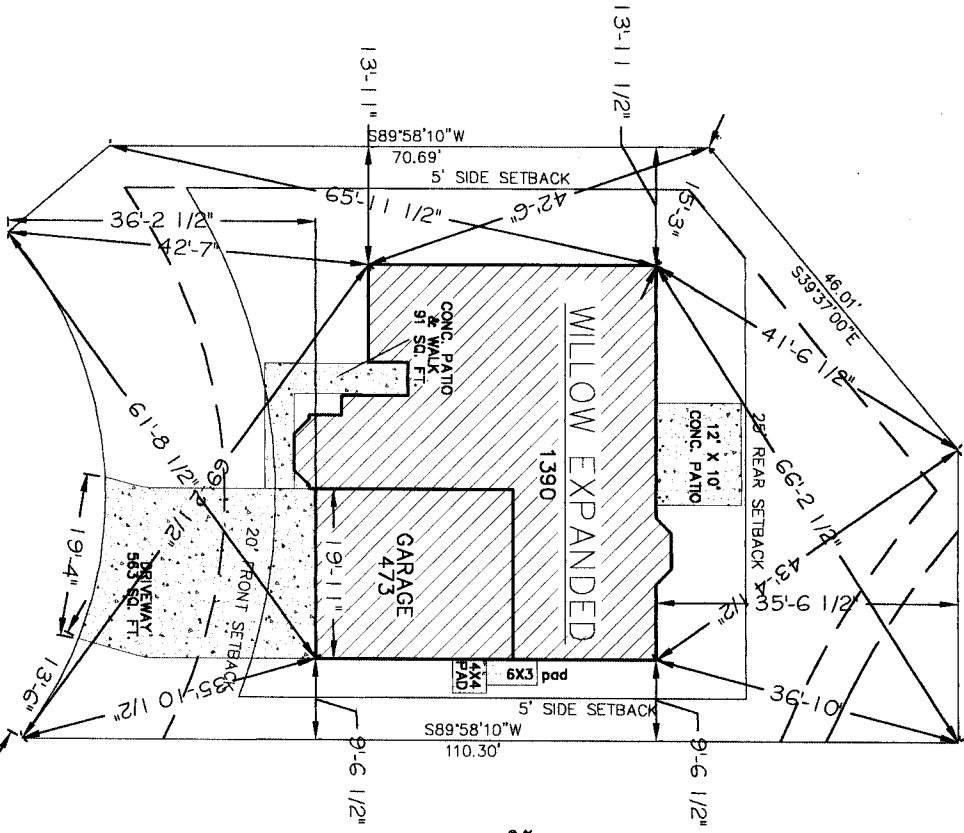 13'-11 1/2"
13'-11"
S89°58'10"W
70.69'
5' SIDE SETBACK
65'-11 1/2"
42'-6"
15'-3"
36'-2 1/2"
42'-7"
46.01'
S39°37'00"E
41'-6 1/2"
CONC. PATIO
& WALK
91 SQ. FT.
WILLOW EXPANDED
1390
12' X 10'
CONC. PATIO
25' REAR SETBACK
66'-2 1/2"
61'-8 1/2"
69'-2 1/2"
43'-4 1/2"
35'-6 1/2"
19'-4"
DRIVEWAY
563 SQ. FT.
20' FRONT SETBACK
19'-11"
GARAGE
473
4X4
PAD
6X3 pad
13'-6"
35'-10 1/2"
36'-10"
5' SIDE SETBACK
S89°58'10"W
110.30'
9'-6 1/2"
9'-6 1/2"